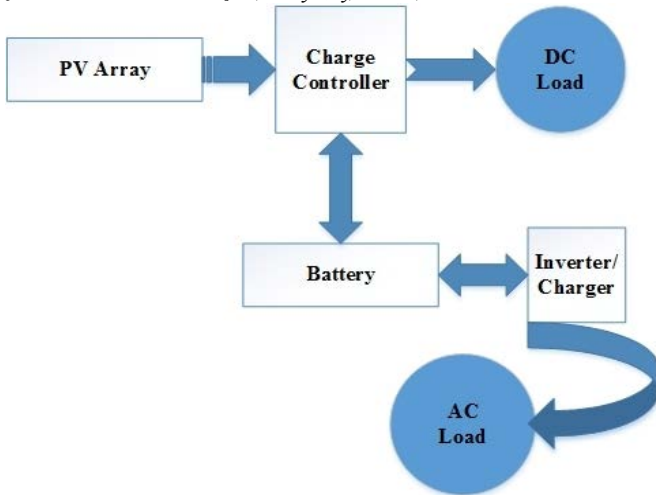 PV Array
Charge
Controller
DC
Load
Battery
Inverter/
Charger
AC
Load